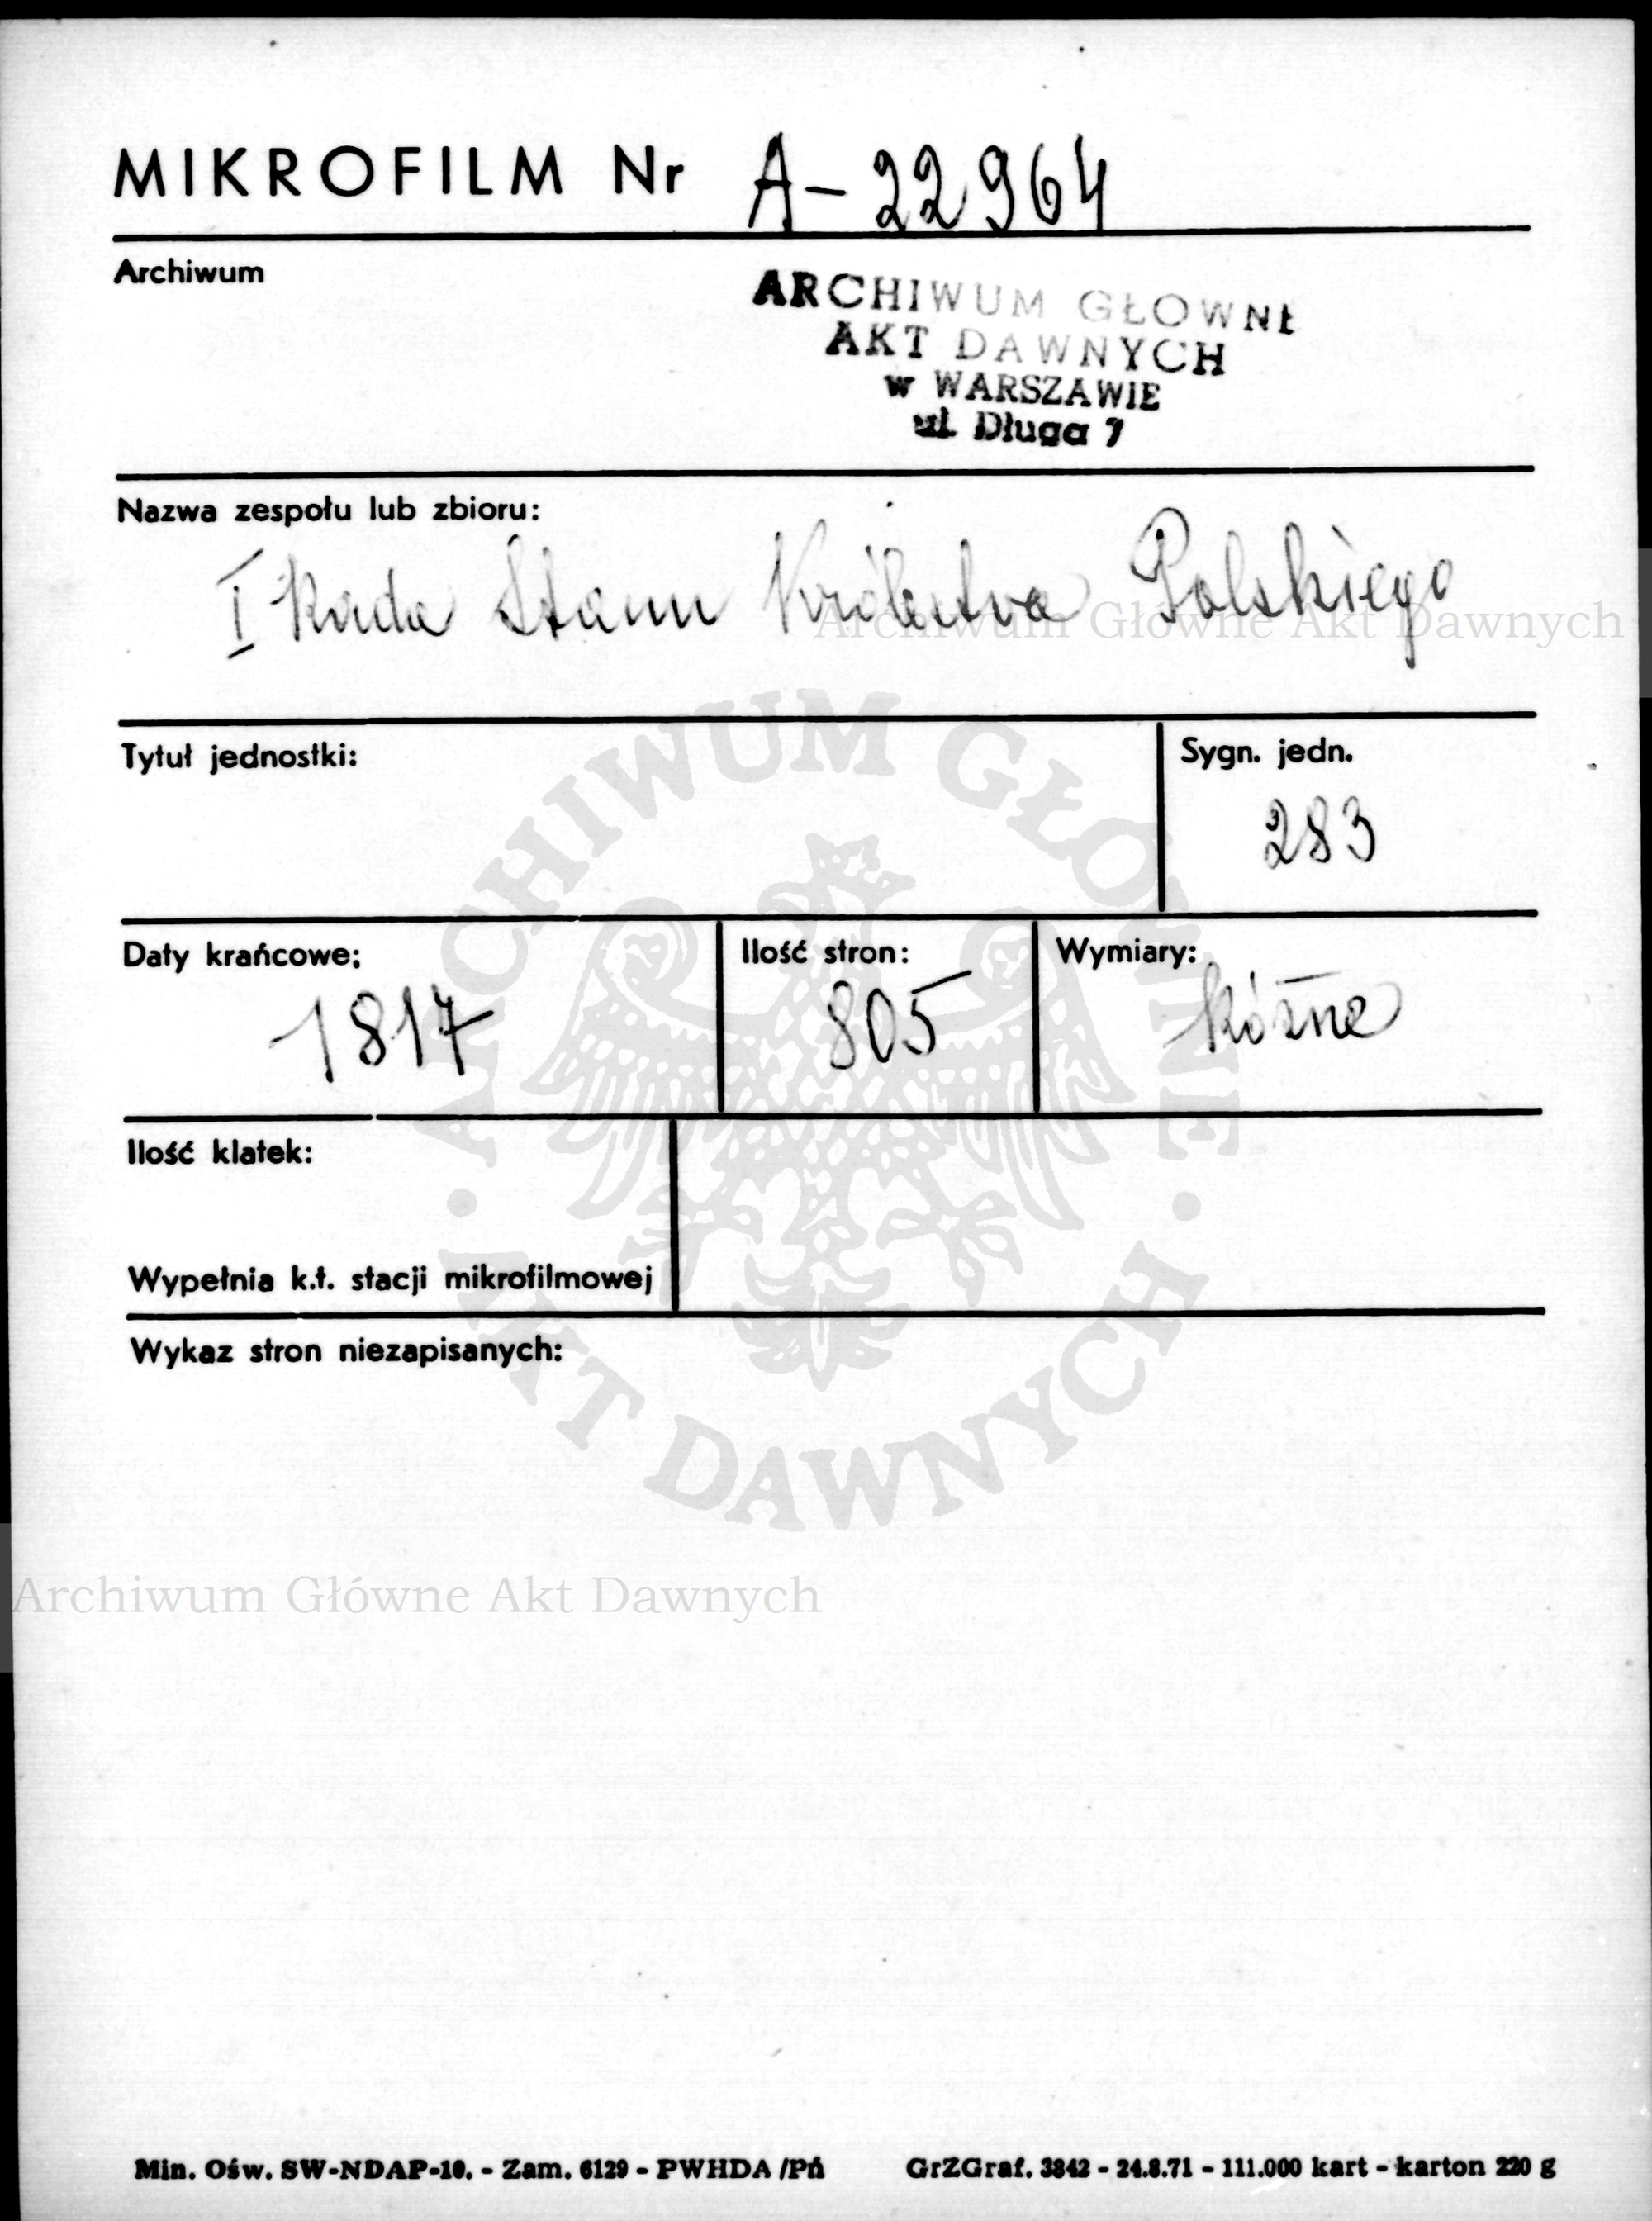 MIKROFILM Nr A-22964
Archiwum
ARCHIWUM GŁOWNE
AKT DAWNYCH
w WARSZAWIE
ul. Długa 7
Nazwa zespołu lub zbioru:
I Rada Stanu Królestwa Polskiego
Archiwum Główne Akt Dawnych
Tytuł jednostki:
Sygn. jedn.
283
Daty krańcowe:
1817
Ilość stron:
805
Wymiary:
Różne
Ilość klatek:
Wypełnia k.t. stacji mikrofilmowej
Wykaz stron niezapisanych:
ARCHIWUM GŁÓWNE
AKT DAWNYCH
Archiwum Główne Akt Dawnych
Min. Ośw. SW-NDAP-10. - Zam. 6129 - PWHDA /Pń
GrZGraf. 3842 - 24.8.71 - 111.000 kart - karton 220 g